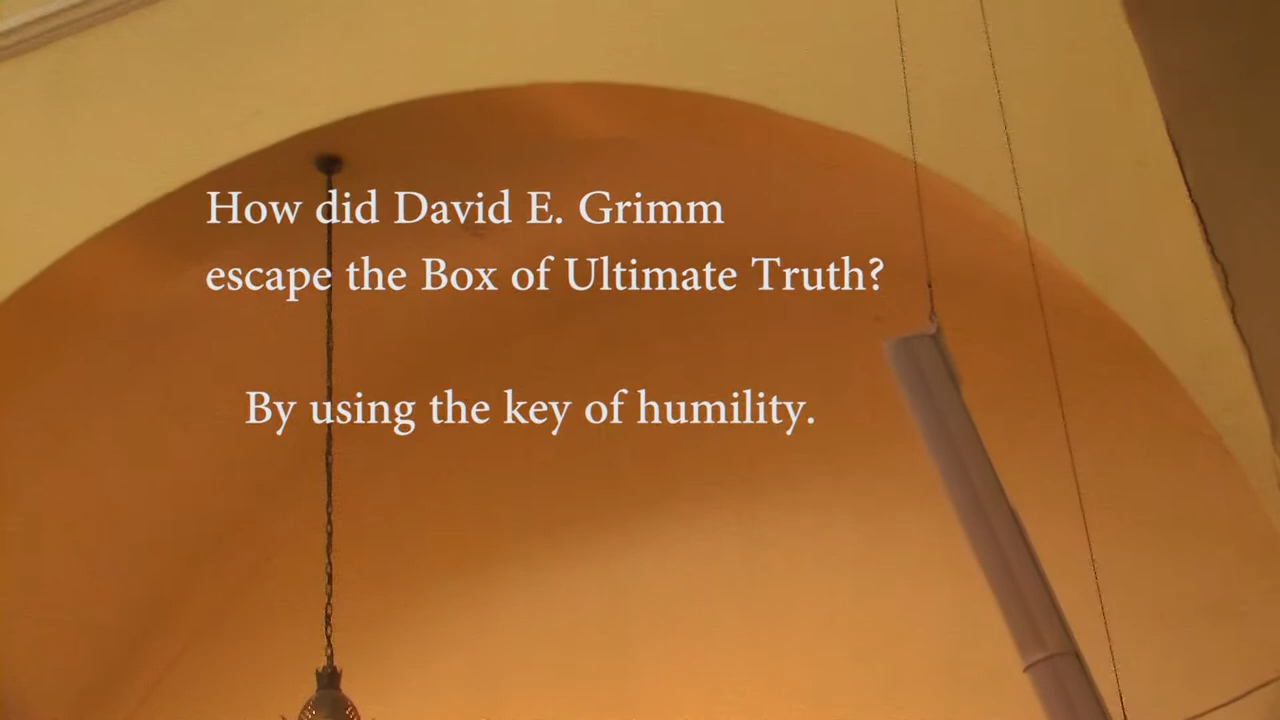 How did David E. Grimm
escape the Box of Ultimate Truth?
By using the key of humility.